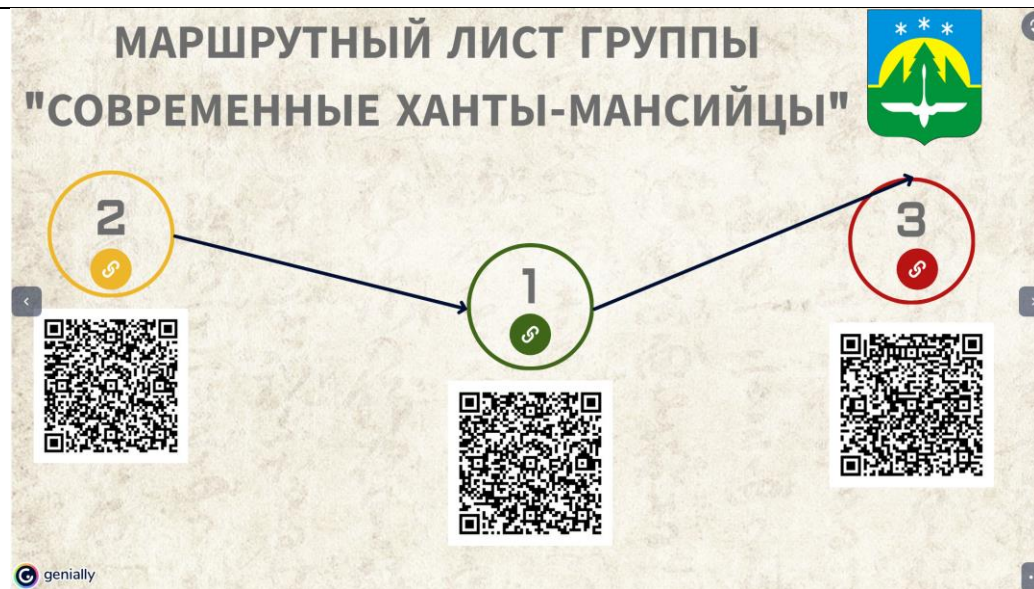 МАРШРУТНЫЙ ЛИСТ ГРУППЫ
"СОВРЕМЕННЫЕ ХАНТЫ-МАНСИЙЦЫ"
2
1
3
genially